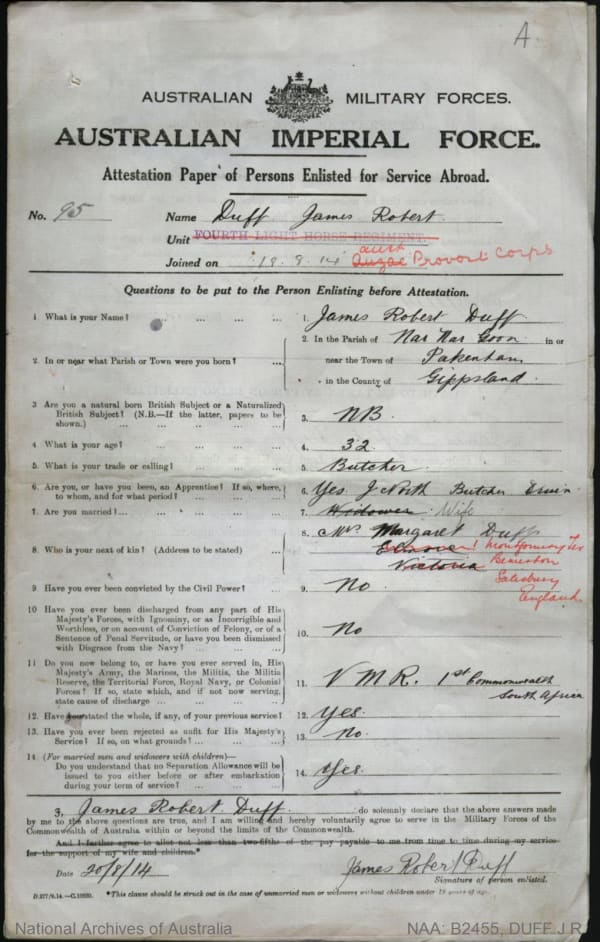 A
AUSTRALIAN MILITARY FORCES.
AUSTRALIAN IMPERIAL FORCE.
Attestation Paper of Persons Enlisted for Service Abroad.
No. 95 Name Duff James Robert
Unit FOURTH LIGHT HORSE REGIMENT.
Joined on 19.8.14 Anzac Provost Corps
Questions to be put to the Person Enlisting before Attestation.
1 What is your Name? ... 1. James Robert Duff
2. In or near what Parish or Town were you born? ... 2. In the Parish of Nar Nar Goon in or
near the Town of Pakenham
in the County of Gippsland.
3 Are you a natural born British Subject or a Naturalized
British Subject? (N.B.—If the latter, papers to be
shown.) ... 3. NB.
4. What is your age? ... 4. 32
5. What is your trade or calling? ... 5. Butcher
6. Are you, or have you been, an Apprentice? If so, where,
to whom, and for what period? ... 6. Yes J North Butcher
7. Are you married? ... 7. Widower Wife
8. Who is your next of kin? (Address to be stated) ... 8. Mrs Margaret Duff
Montgomery Ter
Victoria Bemerton
Salisbury
England
9 Have you ever been convicted by the Civil Power? ... 9. No
10 Have you ever been discharged from any part of His
Majesty's Forces, with Ignominy, or as Incorrigible and
Worthless, or on account of Conviction of Felony, or of a
Sentence of Penal Servitude, or have you been dismissed
with Disgrace from the Navy? ... 10. No
11 Do you now belong to, or have you ever served in, His
Majesty's Army, the Marines, the Militia, the Militia
Reserve, the Territorial Force, Royal Navy, or Colonial
Forces? If so, state which, and if not now serving,
state cause of discharge ... 11. V M R. 1st Commonwealth
South Africa
12. Have you stated the whole, if any, of your previous service? 12. Yes.
13. Have you ever been rejected as unfit for His Majesty's
Service? If so, on what grounds? ... 13. No.
14. (For married men and widowers with children)—
Do you understand that no Separation Allowance will be
issued to you either before or after embarkation
during your term of service? ... 14. Yes.
3, James Robert Duff do solemnly declare that the above answers made
by me to the above questions are true, and I am willing and hereby voluntarily agree to serve in the Military Forces of the
Commonwealth of Australia within or beyond the limits of the Commonwealth.
And I further agree to allot not less than two-fifths of the pay payable to me from time to time during my service
for the support of my wife and children.*
Date 20/8/14 James Robert Duff
Signature of person enlisted.
D.277/8.14.—C.10930. *This clause should be struck out in the case of unmarried men or widowers without children under 18 years of age.
National Archives of Australia NAA: B2455, DUFF J R